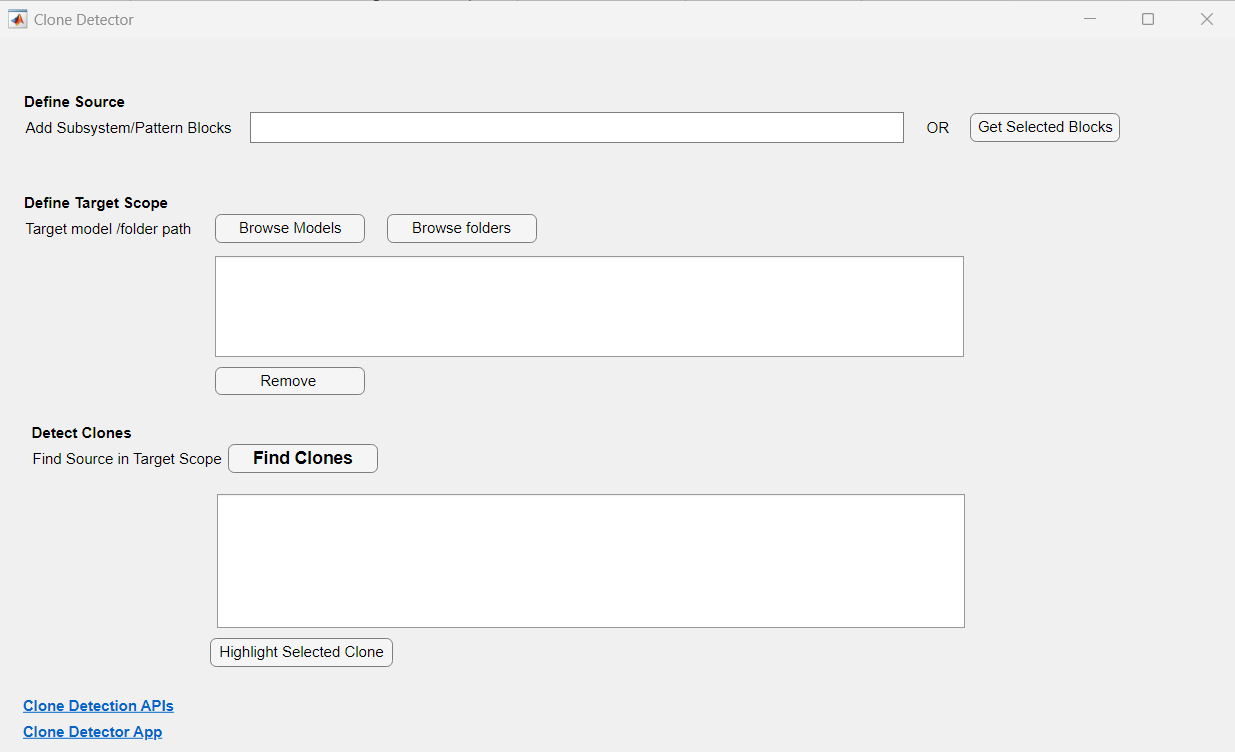 Clone Detector
Define Source
Add Subsystem/Pattern Blocks OR Get Selected Blocks
Define Target Scope
Target model /folder path Browse Models Browse folders
Remove
Detect Clones
Find Source in Target Scope Find Clones
Highlight Selected Clone
Clone Detection APIs
Clone Detector App